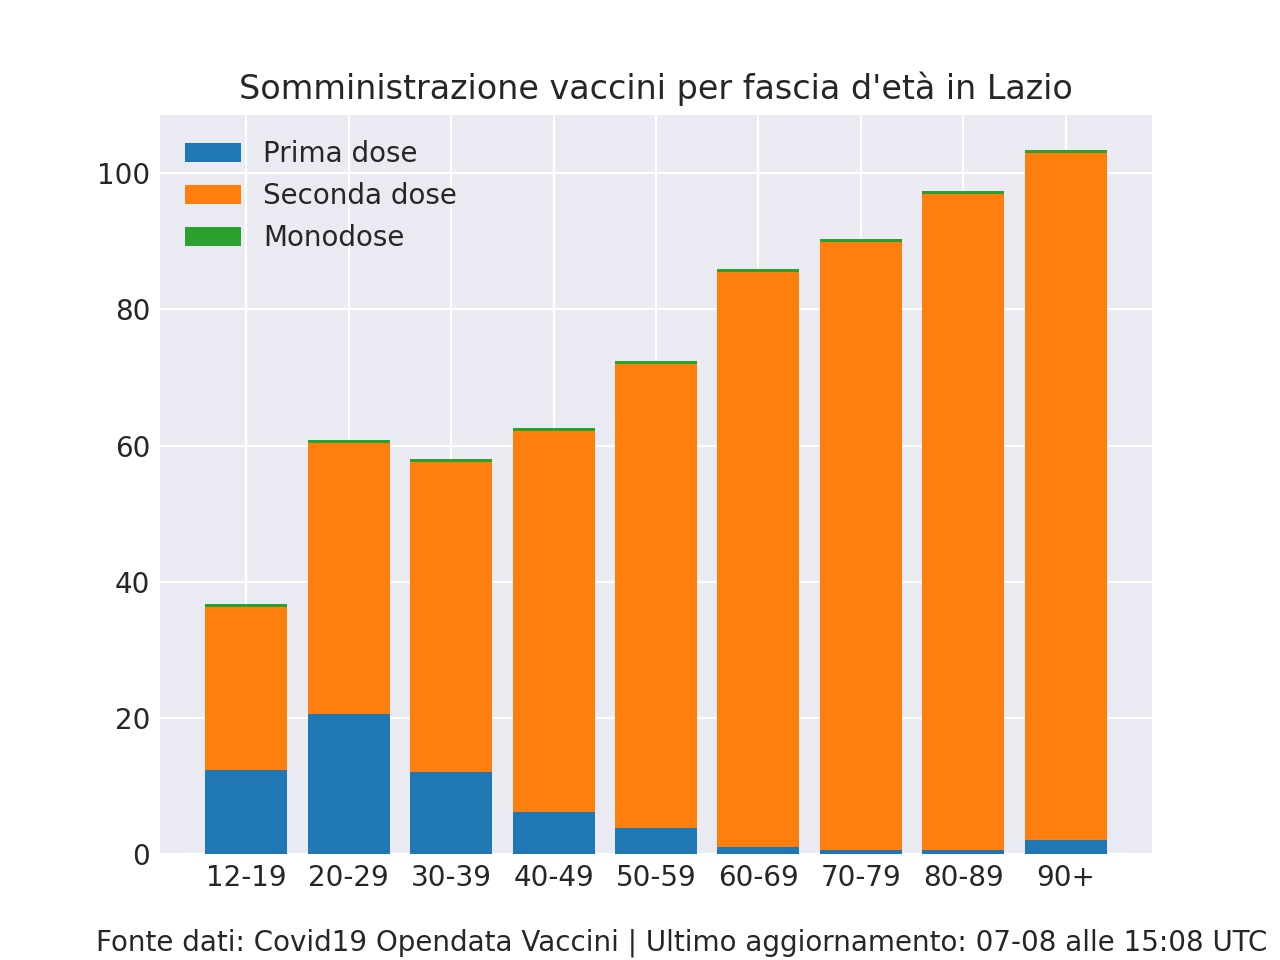 Somministrazione vaccini per fascia d'età in Lazio
Prima dose
Seconda dose
Monodose
100
80
60
40
20
0
12-19 20-29 30-39 40-49 50-59 60-69 70-79 80-89 90+
Fonte dati: Covid19 Opendata Vaccini | Ultimo aggiornamento: 07-08 alle 15:08 UTC